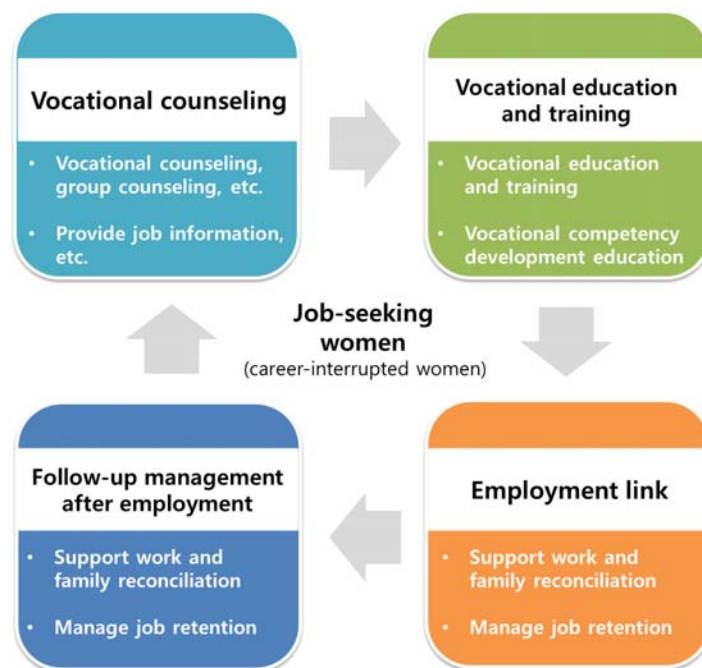 Vocational counseling
• Vocational counseling,
group counseling, etc.
• Provide job information,
etc.
Vocational education
and training
• Vocational education
and training
• Vocational competency
development education
Job-seeking
women
(career-interrupted women)
Follow-up management
after employment
• Support work and
family reconciliation
• Manage job retention
Employment link
• Support work and
family reconciliation
• Manage job retention